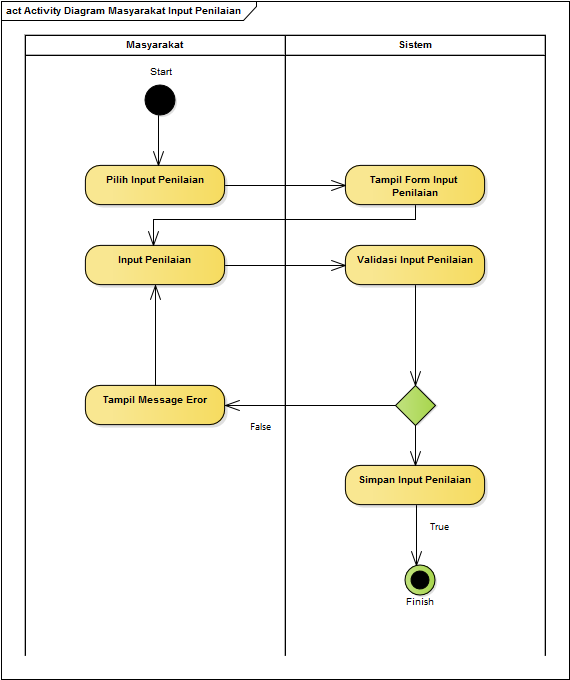 act Activity Diagram Masyarakat Input Penilaian
Masyarakat
Sistem
Start
Pilih Input Penilaian
Tampil Form Input
Penilaian
Input Penilaian
Validasi Input Penilaian
Tampil Message Eror
False
Simpan Input Penilaian
True
Finish